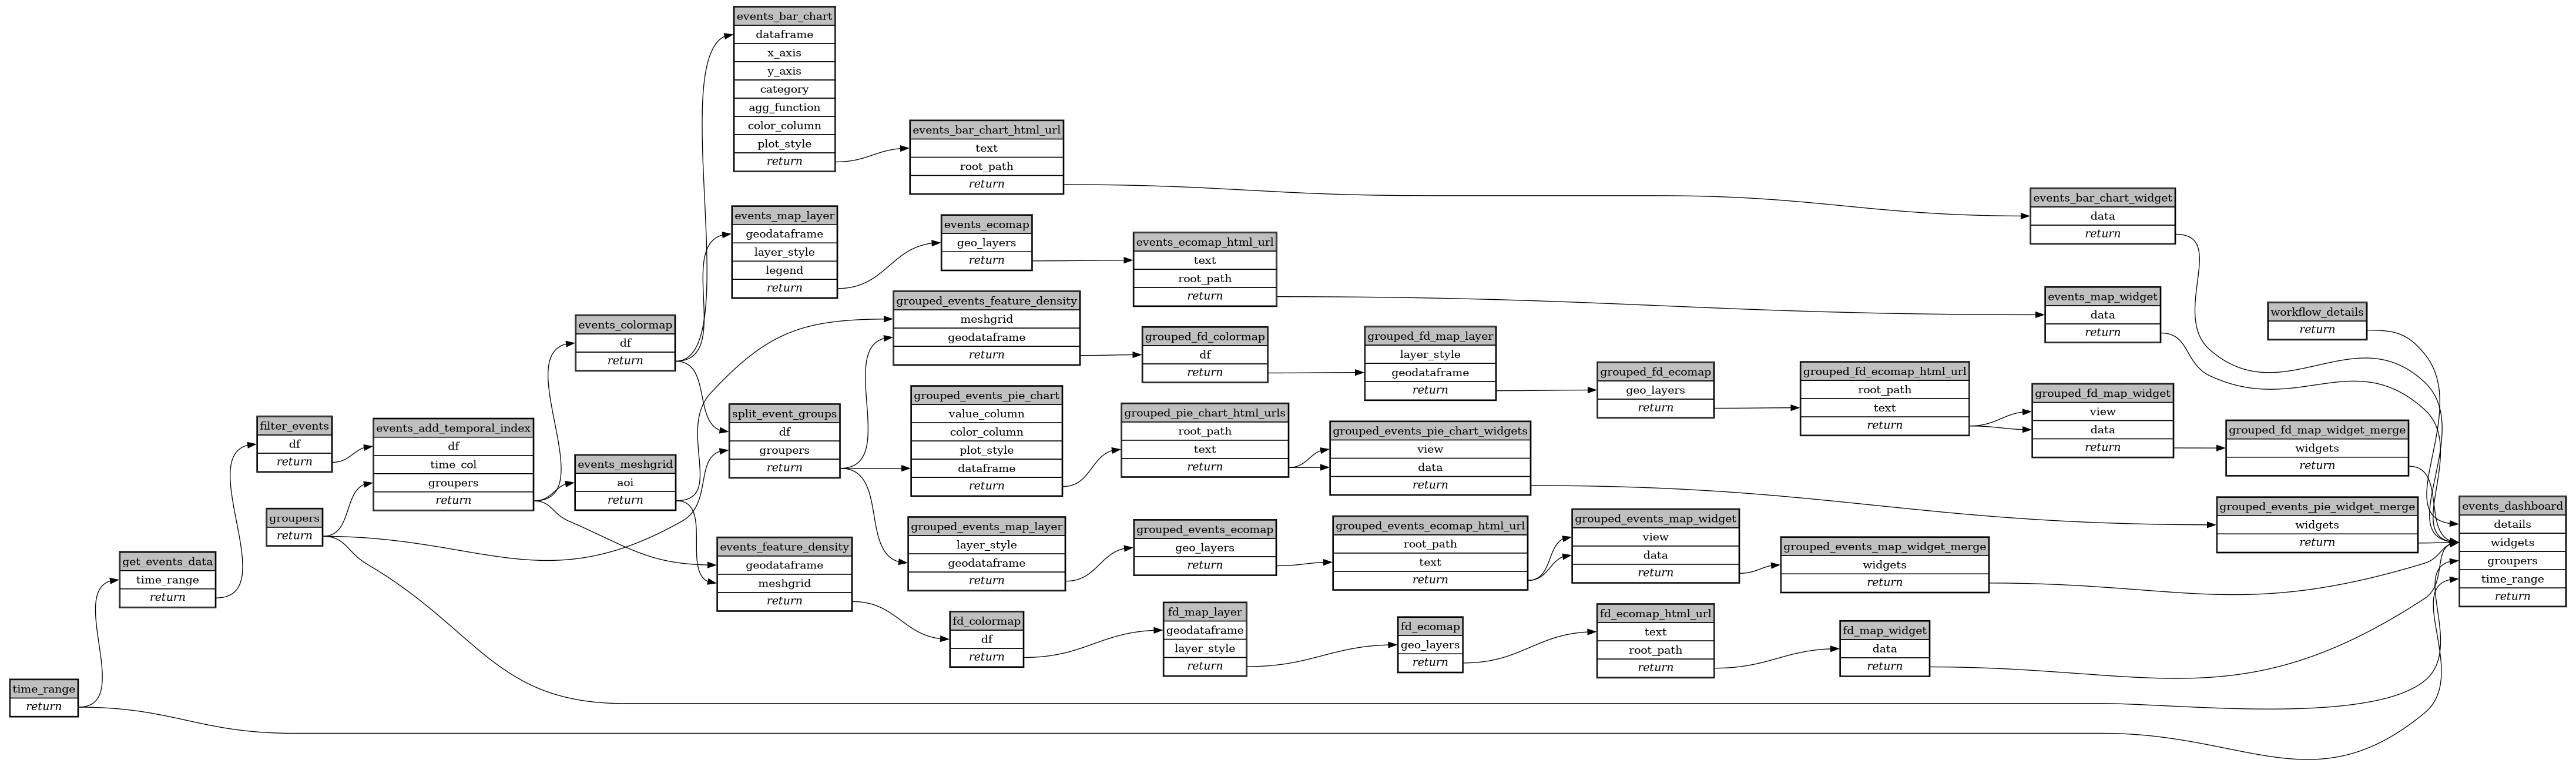 events_bar_chart
dataframe
x_axis
y_axis
category
agg_function
color_column
plot_style
return
events_bar_chart_html_url
text
root_path
return
events_bar_chart_widget
data
return
events_map_layer
geodataframe
layer_style
legend
return
events_ecomap
geo_layers
return
events_ecomap_html_url
text
root_path
return
events_map_widget
data
return
workflow_details
return
events_colormap
df
return
grouped_events_feature_density
meshgrid
geodataframe
return
grouped_fd_colormap
df
return
grouped_fd_map_layer
layer_style
geodataframe
return
grouped_fd_ecomap
geo_layers
return
grouped_fd_ecomap_html_url
root_path
text
return
grouped_fd_map_widget
view
data
return
grouped_fd_map_widget_merge
widgets
return
filter_events
df
return
events_add_temporal_index
df
time_col
groupers
return
events_meshgrid
aoi
return
split_event_groups
df
groupers
return
grouped_events_pie_chart
value_column
color_column
plot_style
dataframe
return
grouped_pie_chart_html_urls
root_path
text
return
grouped_events_pie_chart_widgets
view
data
return
grouped_events_pie_widget_merge
widgets
return
events_dashboard
details
widgets
groupers
time_range
return
groupers
return
get_events_data
time_range
return
events_feature_density
geodataframe
meshgrid
return
grouped_events_map_layer
layer_style
geodataframe
return
grouped_events_ecomap
geo_layers
return
grouped_events_ecomap_html_url
root_path
text
return
grouped_events_map_widget
view
data
return
grouped_events_map_widget_merge
widgets
return
fd_colormap
df
return
fd_map_layer
geodataframe
layer_style
return
fd_ecomap
geo_layers
return
fd_ecomap_html_url
text
root_path
return
fd_map_widget
data
return
time_range
return